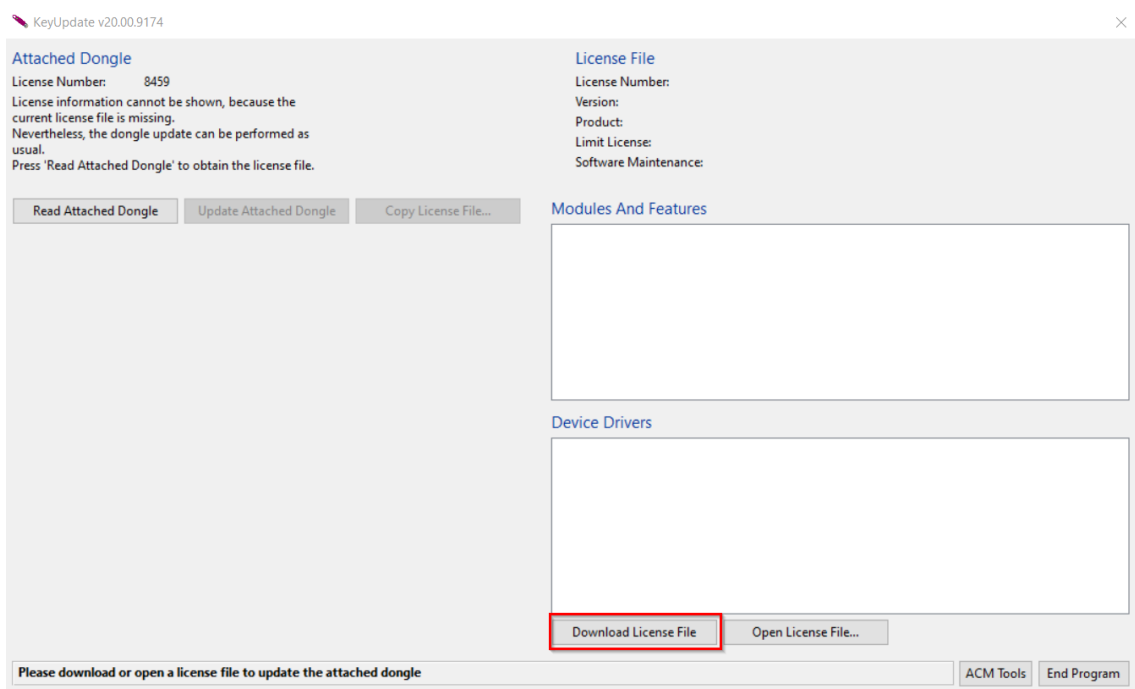 KeyUpdate v20.00.9174
Attached Dongle
License Number: 8459
License information cannot be shown, because the
current license file is missing.
Nevertheless, the dongle update can be performed as
usual.
Press 'Read Attached Dongle' to obtain the license file.
Read Attached Dongle
Update Attached Dongle
Copy License File...
License File
License Number:
Version:
Product:
Limit License:
Software Maintenance:
Modules And Features
Device Drivers
Download License File
Open License File...
Please download or open a license file to update the attached dongle
ACM Tools
End Program